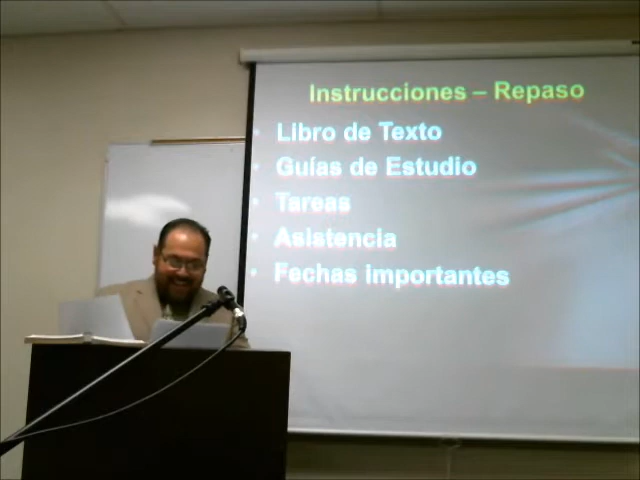 Instrucciones – Repaso
• Libro de Texto
• Guías de Estudio
• Tareas
• Asistencia
• Fechas importantes